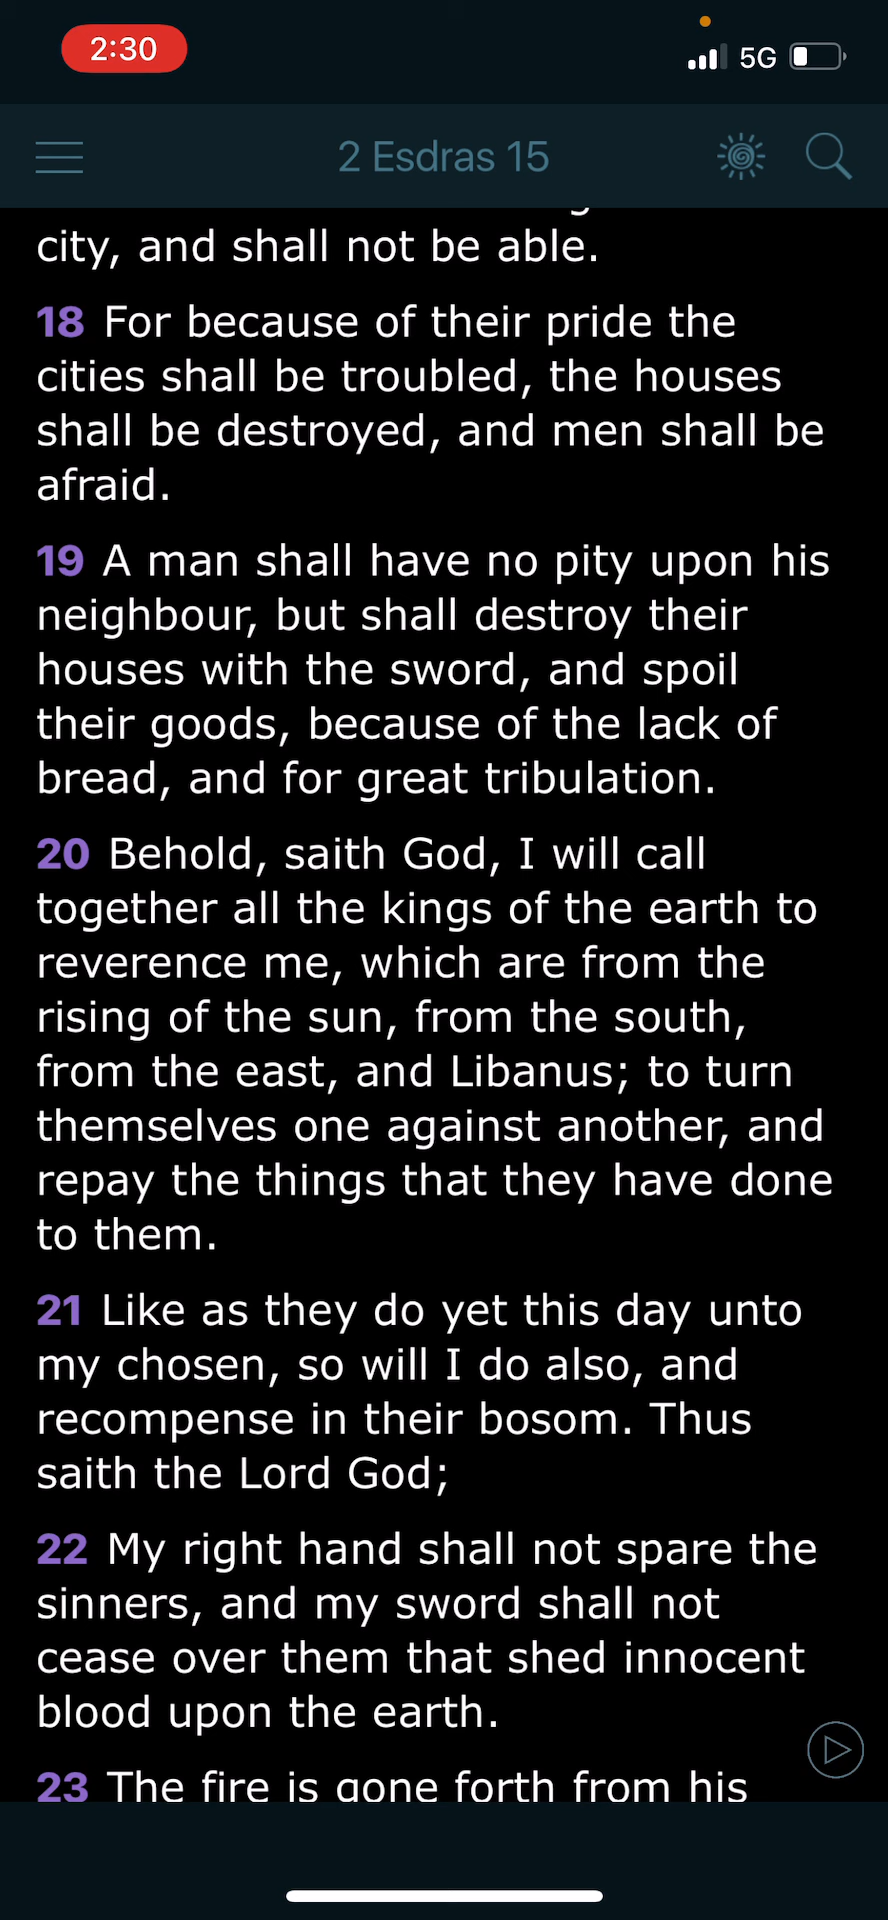 2:30
5G
2 Esdras 15
city, and shall not be able.
18 For because of their pride the
cities shall be troubled, the houses
shall be destroyed, and men shall be
afraid.
19 A man shall have no pity upon his
neighbour, but shall destroy their
houses with the sword, and spoil
their goods, because of the lack of
bread, and for great tribulation.
20 Behold, saith God, I will call
together all the kings of the earth to
reverence me, which are from the
rising of the sun, from the south,
from the east, and Libanus; to turn
themselves one against another, and
repay the things that they have done
to them.
21 Like as they do yet this day unto
my chosen, so will I do also, and
recompense in their bosom. Thus
saith the Lord God;
22 My right hand shall not spare the
sinners, and my sword shall not
cease over them that shed innocent
blood upon the earth.
23 The fire is gone forth from his